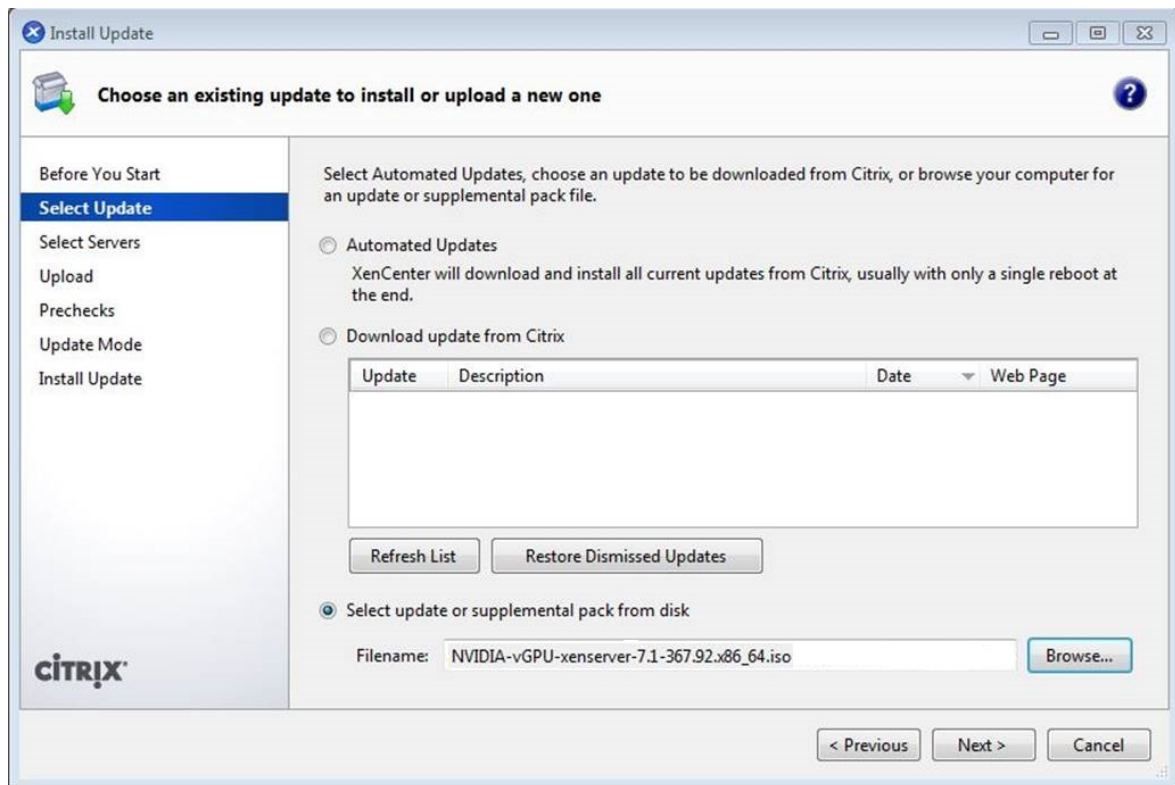 Install Update
Choose an existing update to install or upload a new one
?
Before You Start
Select Update
Select Servers
Upload
Prechecks
Update Mode
Install Update
CİTRIX
Select Automated Updates, choose an update to be downloaded from Citrix, or browse your computer for
an update or supplemental pack file.
Automated Updates
XenCenter will download and install all current updates from Citrix, usually with only a single reboot at
the end.
Download update from Citrix
Update Description Date Web Page
Refresh List Restore Dismissed Updates
Select update or supplemental pack from disk
Filename: NVIDIA-vGPU-xenserver-7.1-367.92.x86_64.iso Browse...
< Previous Next > Cancel